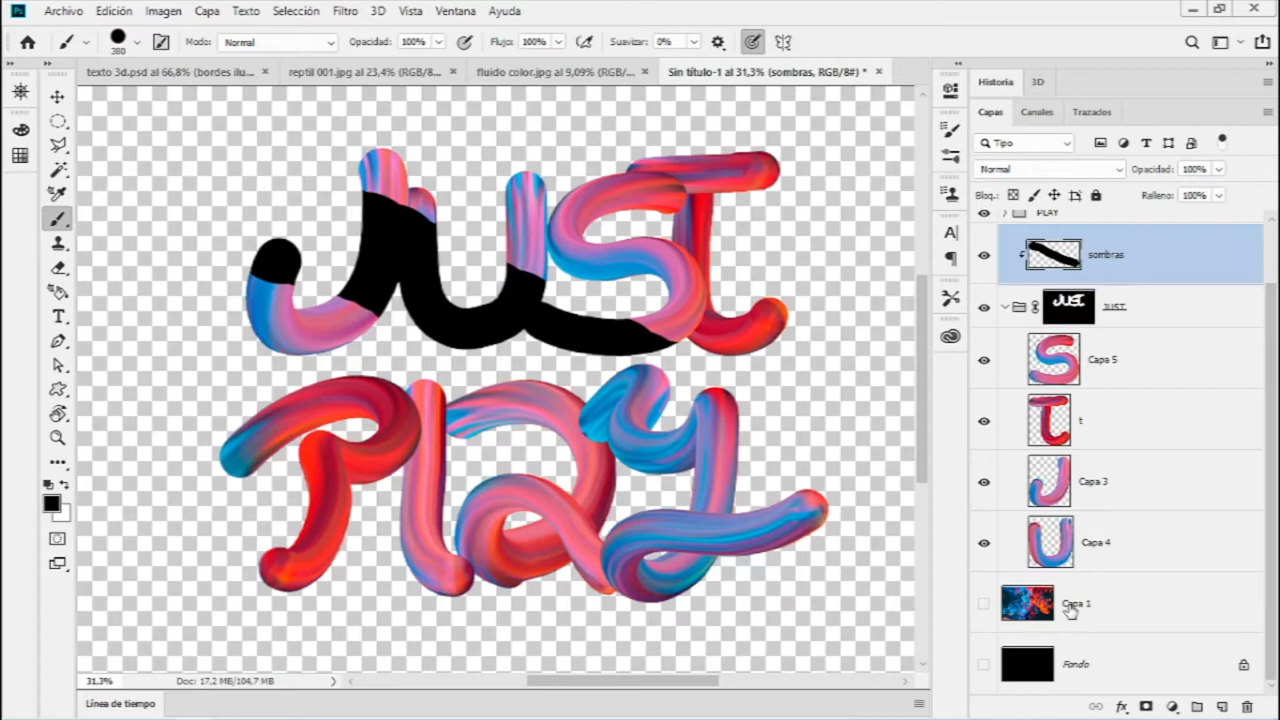 Ps Archivo Edición Imagen Capa Texto Selección Filtro 3D Vista Ventana Ayuda
380 Modo: Normal Opacidad: 100% Flujo: 100% Suavizar: 0%
texto 3d.psd al 66,8% (bordes ilu... × reptil 001.jpg al 23,4% (RGB/8... × fluido color.jpg al 9,09% (RGB/... × Sin título-1 al 31,3% (sombras, RGB/8#) * ×
Historia 3D
Capas Canales Trazados
Tipo
Normal Opacidad: 100%
Bloq.: Relleno: 100%
PLAY
sombras
JUST
JUST
Capa 5
t
Capa 3
Capa 4
Capa 1
Fondo
JUST
PlAY
31,3% Doc: 17,2 MB/104,7 MB
Línea de tiempo